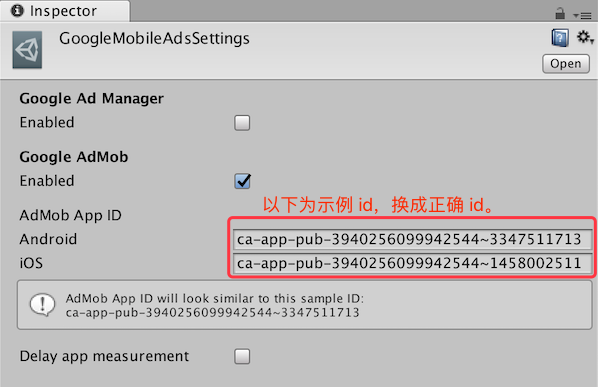 Inspector
GoogleMobileAdsSettings
Open
Google Ad Manager
Enabled
Google AdMob
Enabled
以下为示例 id，换成正确 id。
AdMob App ID
Android ca-app-pub-3940256099942544~3347511713
iOS ca-app-pub-3940256099942544~1458002511
AdMob App ID will look similar to this sample ID:
ca-app-pub-3940256099942544~3347511713
Delay app measurement